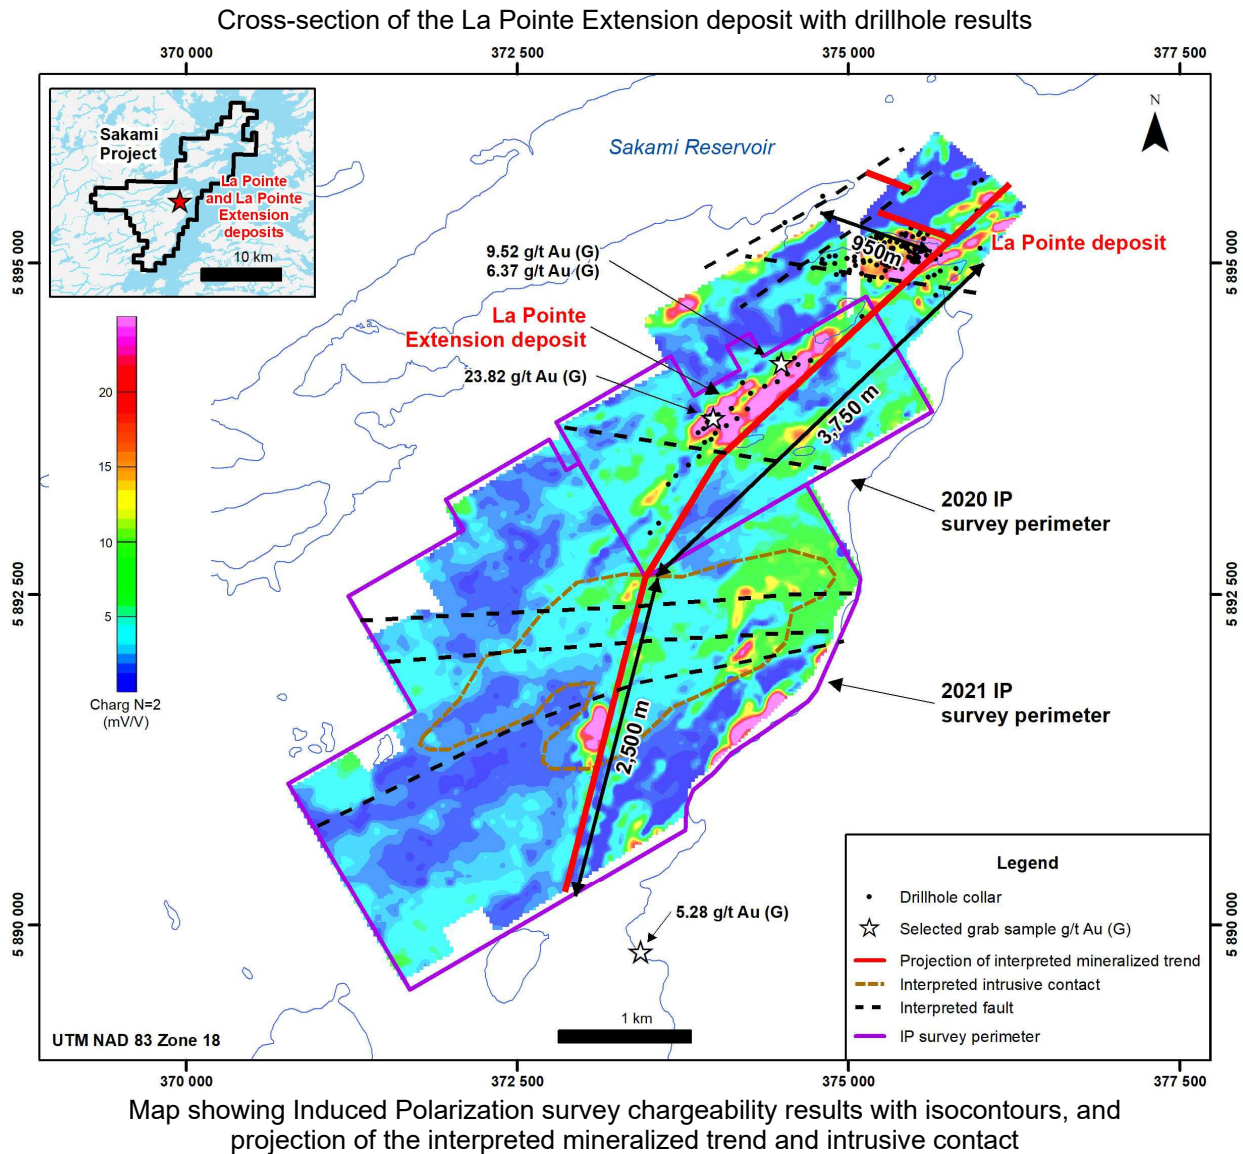 Cross-section of the La Pointe Extension deposit with drillhole results
370 000
372 500
375 000
377 500
N
Sakami
Project
La Pointe
and La Pointe
Extension
deposits
10 km
Sakami Reservoir
9.52 g/t Au (G)
6.37 g/t Au (G)
950m
La Pointe deposit
La Pointe
Extension deposit
23.82 g/t Au (G)
3,750 m
5 895 000
5 895 000
20
15
10
5
Charg N=2
(mV/V)
2020 IP
survey perimeter
5 892 500
5 892 500
2021 IP
survey perimeter
2,500 m
5.28 g/t Au (G)
5 890 000
5 890 000
Legend
Drillhole collar
Selected grab sample g/t Au (G)
Projection of interpreted mineralized trend
Interpreted intrusive contact
Interpreted fault
IP survey perimeter
1 km
UTM NAD 83 Zone 18
370 000
372 500
375 000
377 500
Map showing Induced Polarization survey chargeability results with isocontours, and
projection of the interpreted mineralized trend and intrusive contact